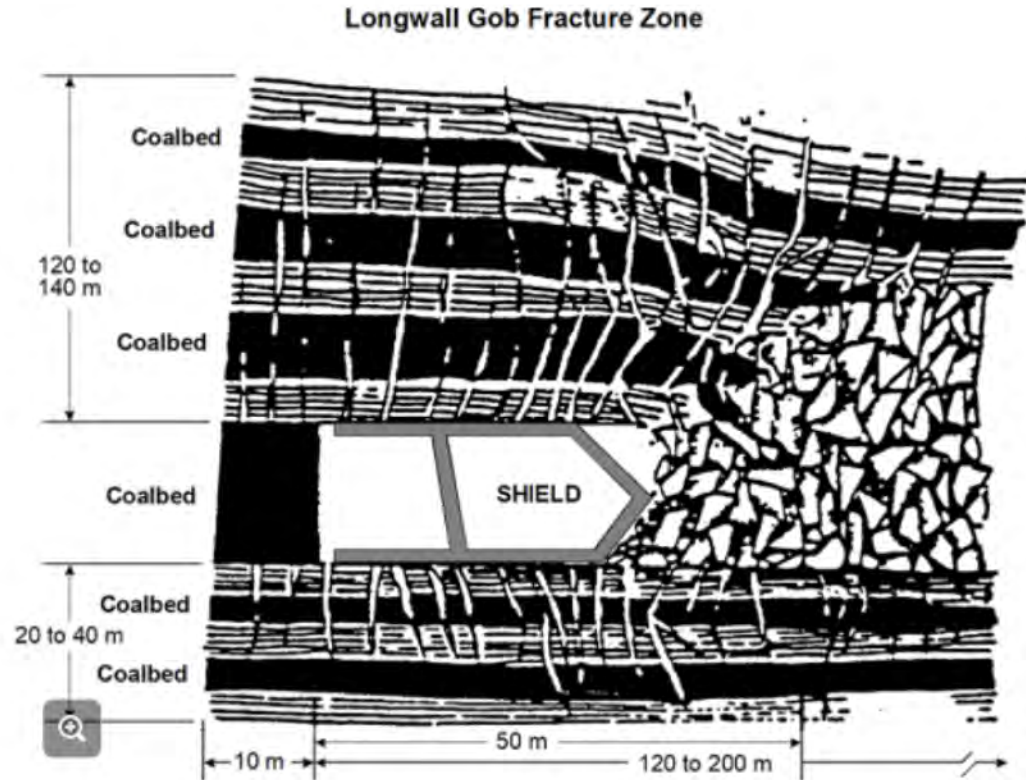 Longwall Gob Fracture Zone
Coalbed
Coalbed
120 to
140 m
Coalbed
Coalbed
SHIELD
Coalbed
20 to 40 m
Coalbed
50 m
10 m
120 to 200 m